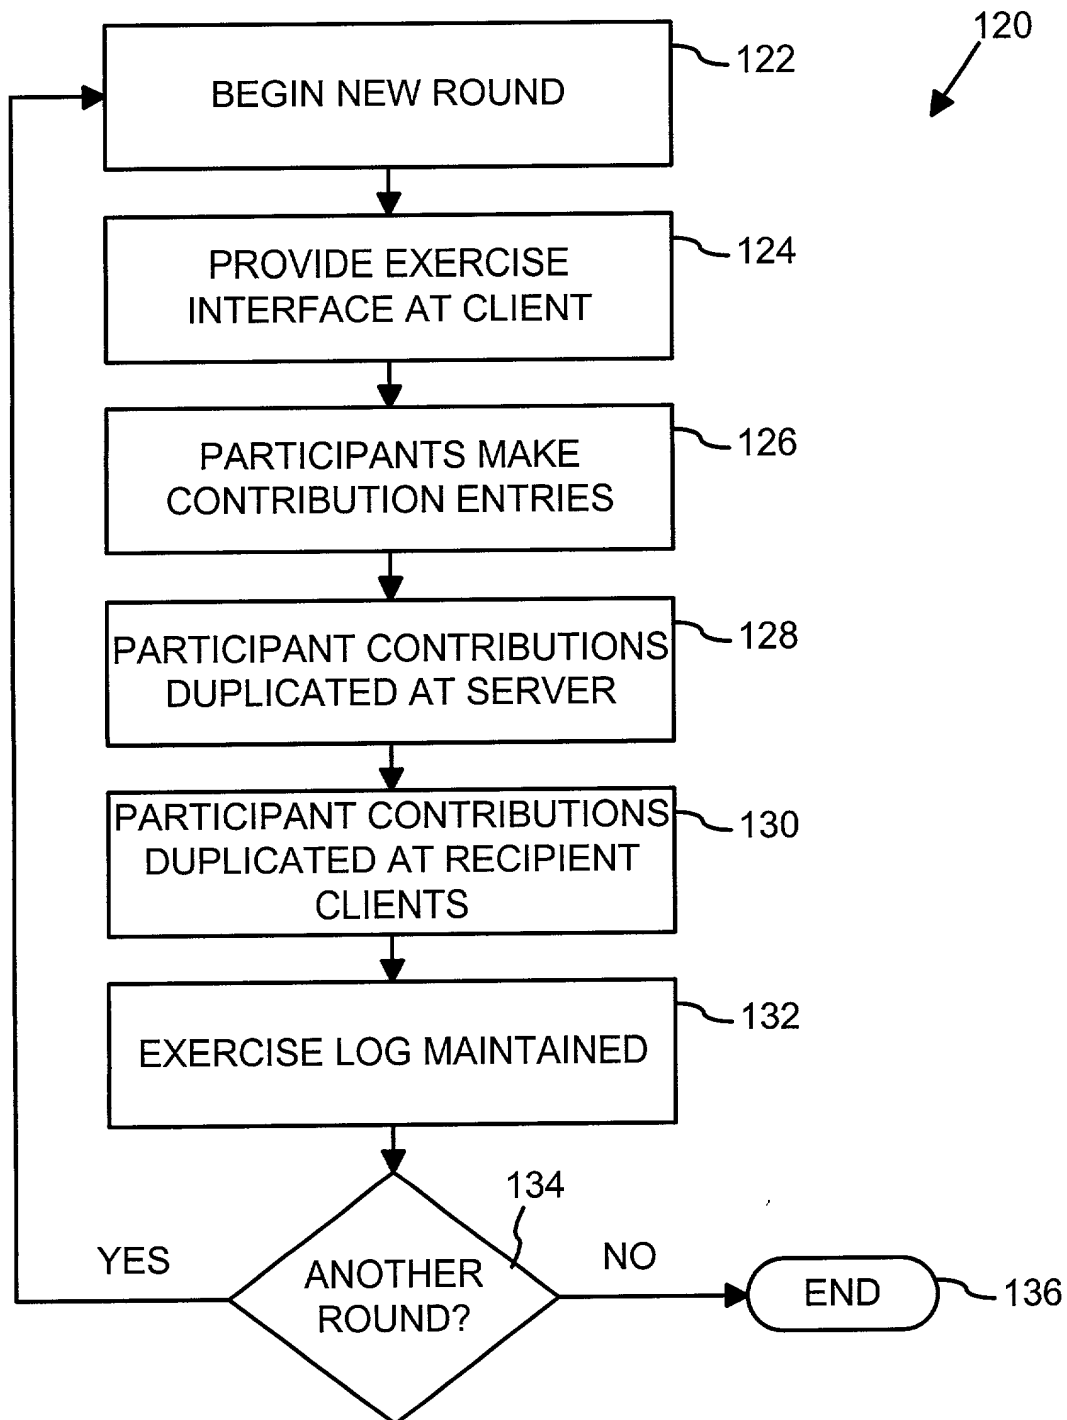 120
BEGIN NEW ROUND
122
PROVIDE EXERCISE
INTERFACE AT CLIENT
124
PARTICIPANTS MAKE
CONTRIBUTION ENTRIES
126
PARTICIPANT CONTRIBUTIONS
DUPLICATED AT SERVER
128
PARTICIPANT CONTRIBUTIONS
DUPLICATED AT RECIPIENT
CLIENTS
130
EXERCISE LOG MAINTAINED
132
134
YES
ANOTHER
ROUND?
NO
END
136